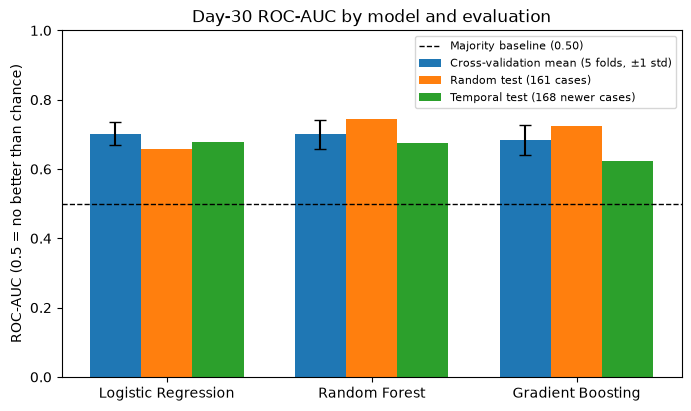 Day-30 ROC-AUC by model and evaluation
ROC-AUC (0.5 = no better than chance)
1.0
0.8
0.6
0.4
0.2
0.0
Majority baseline (0.50)
Cross-validation mean (5 folds, ±1 std)
Random test (161 cases)
Temporal test (168 newer cases)
Logistic Regression
Random Forest
Gradient Boosting